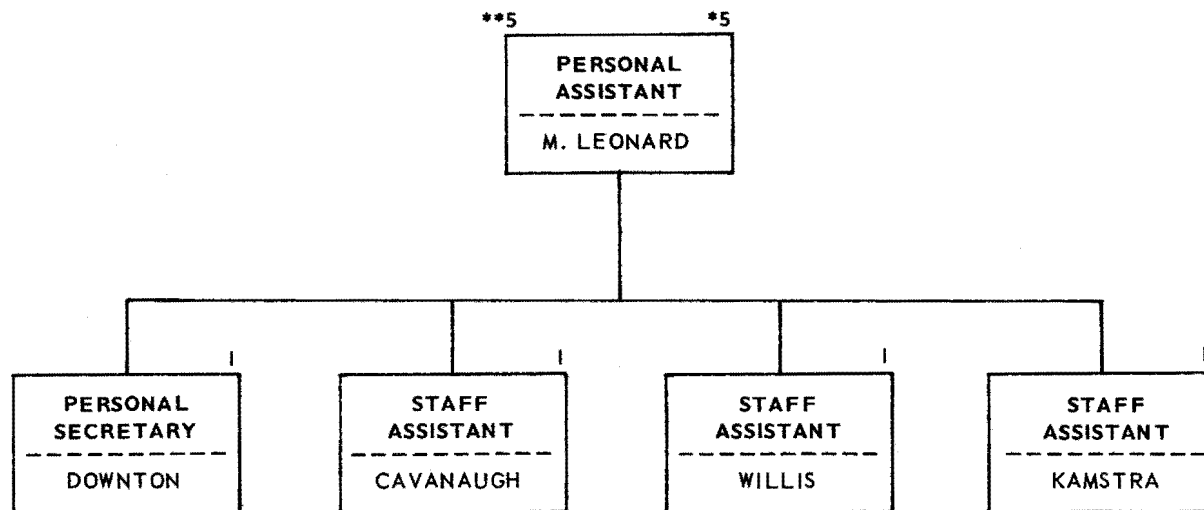 **5 *5
PERSONAL
ASSISTANT
M. LEONARD
I I I I
PERSONAL
SECRETARY
DOWNTON
STAFF
ASSISTANT
CAVANAUGH
STAFF
ASSISTANT
WILLIS
STAFF
ASSISTANT
KAMSTRA